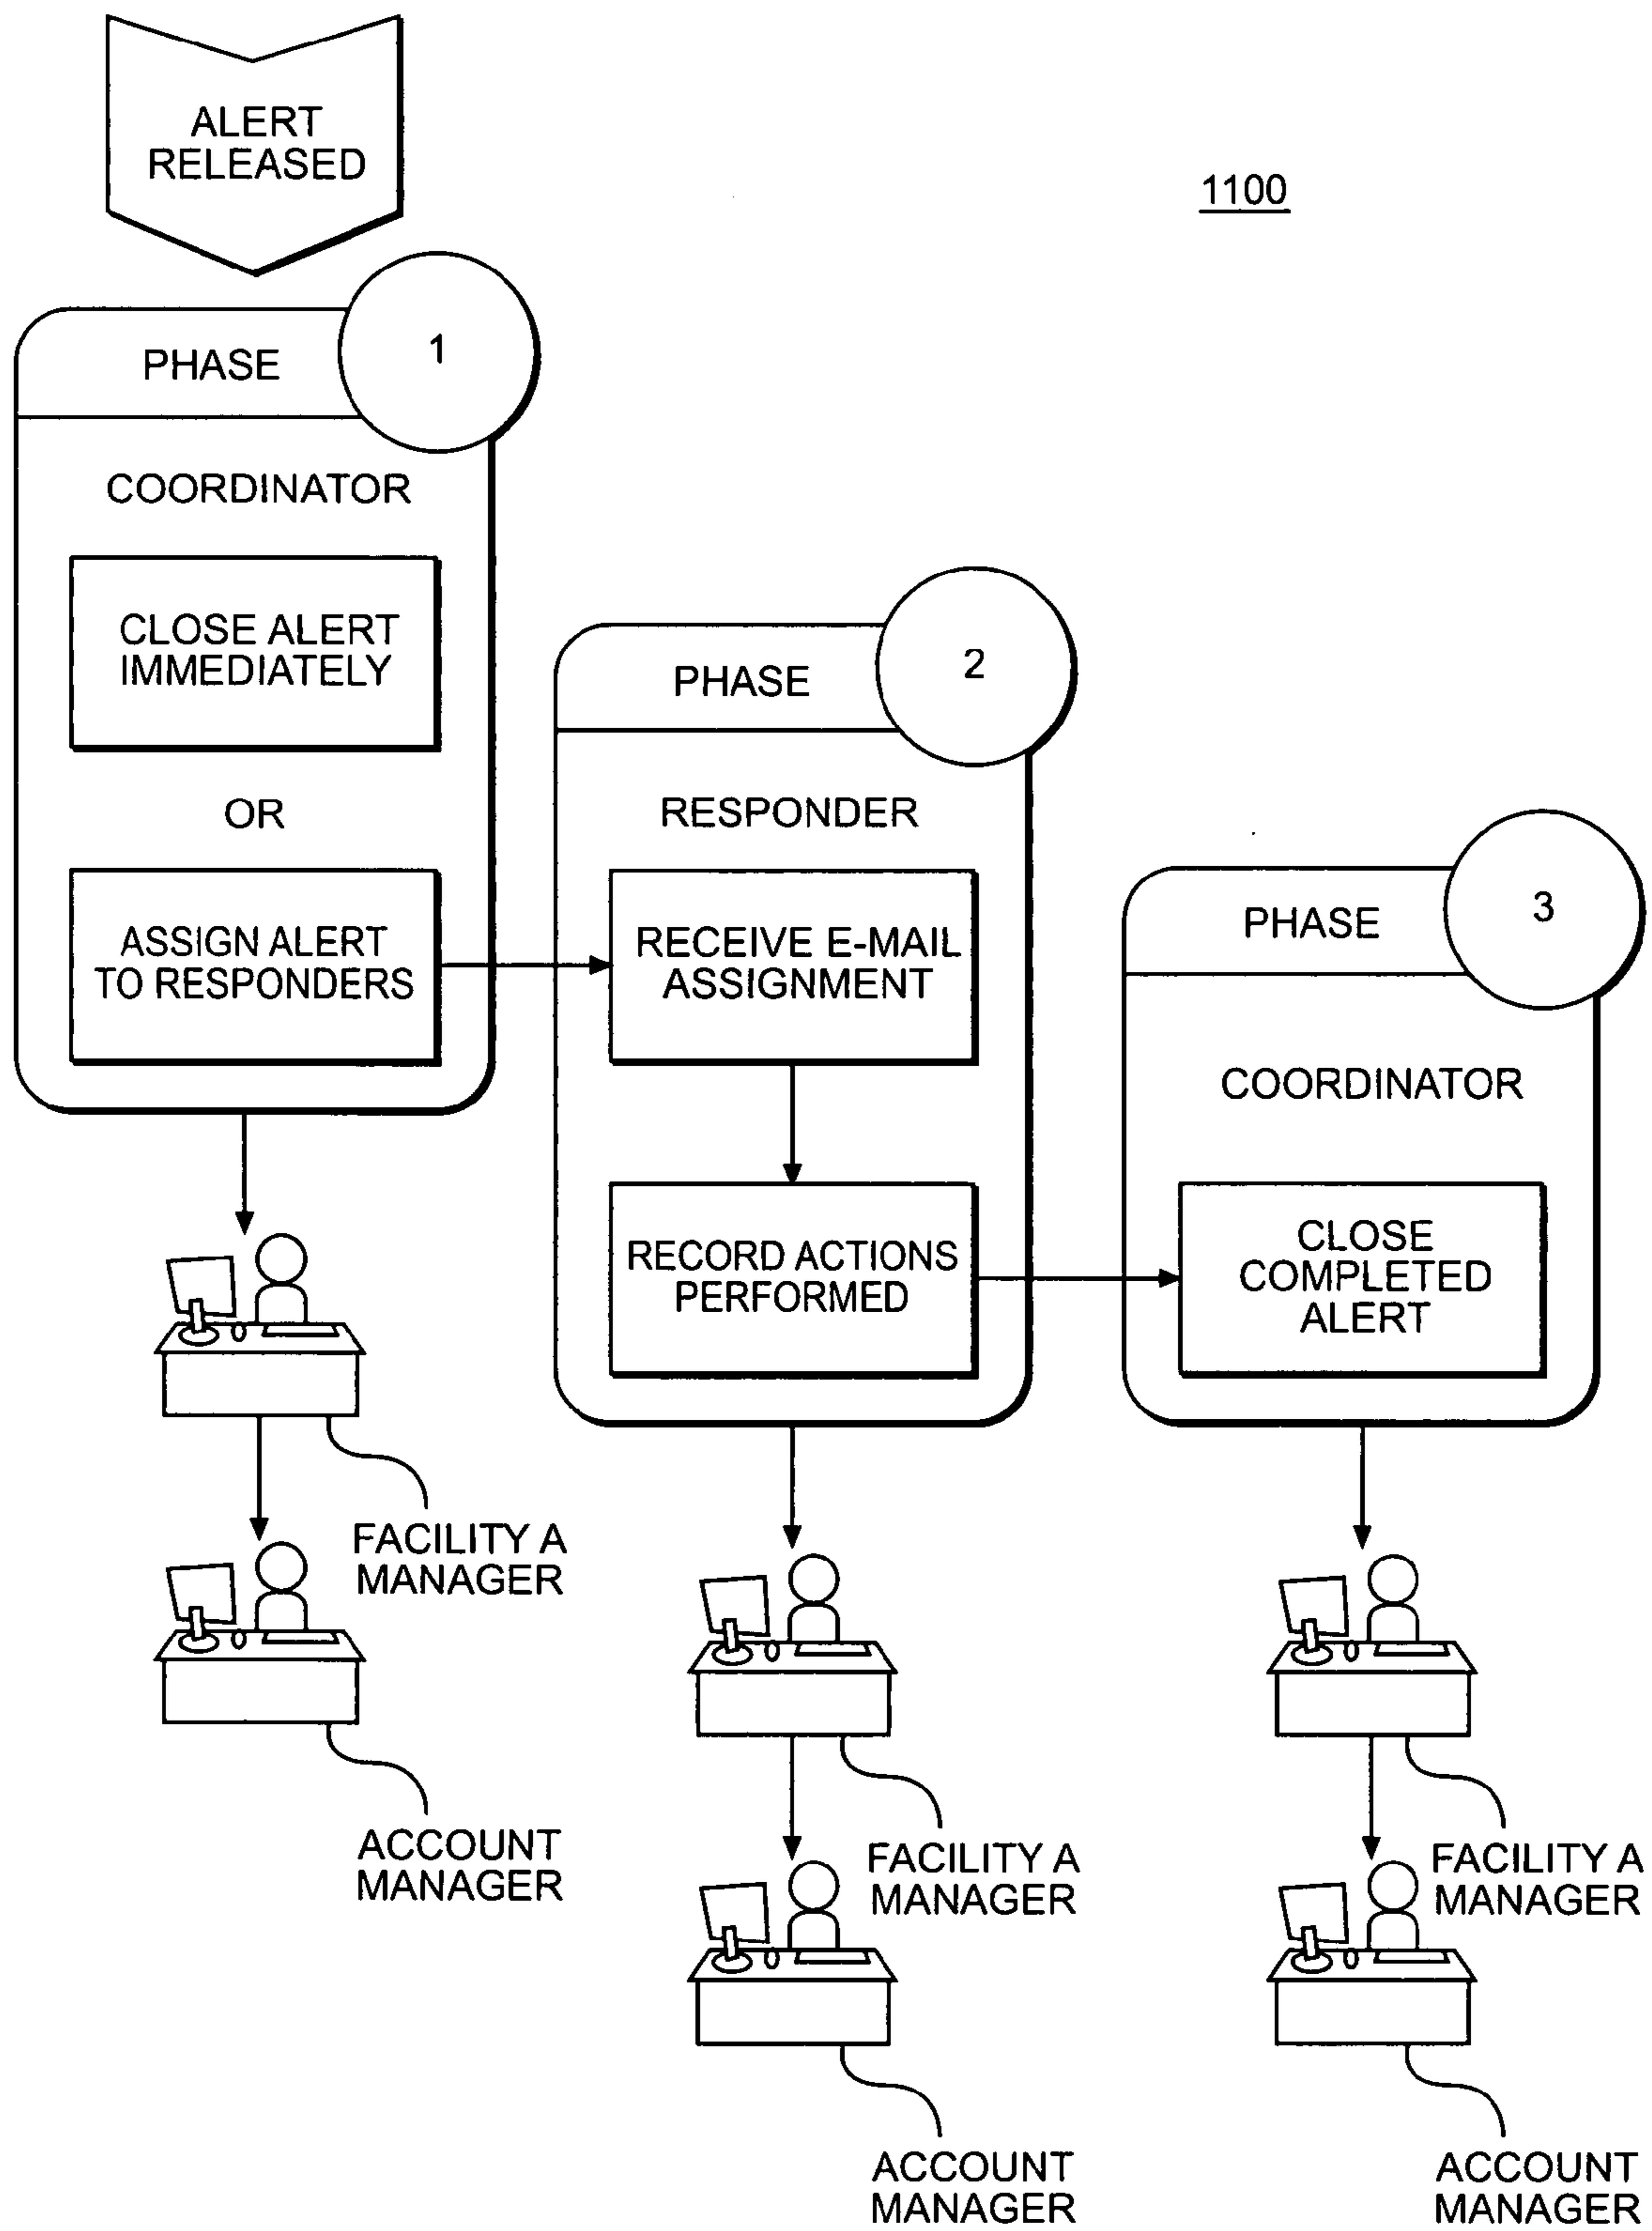 ALERT
RELEASED
1100
PHASE
1
COORDINATOR
CLOSE ALERT
IMMEDIATELY
OR
ASSIGN ALERT
TO RESPONDERS
FACILITY A
MANAGER
ACCOUNT
MANAGER
PHASE
2
RESPONDER
RECEIVE E-MAIL
ASSIGNMENT
RECORD ACTIONS
PERFORMED
FACILITY A
MANAGER
ACCOUNT
MANAGER
PHASE
3
COORDINATOR
CLOSE
COMPLETED
ALERT
FACILITY A
MANAGER
ACCOUNT
MANAGER